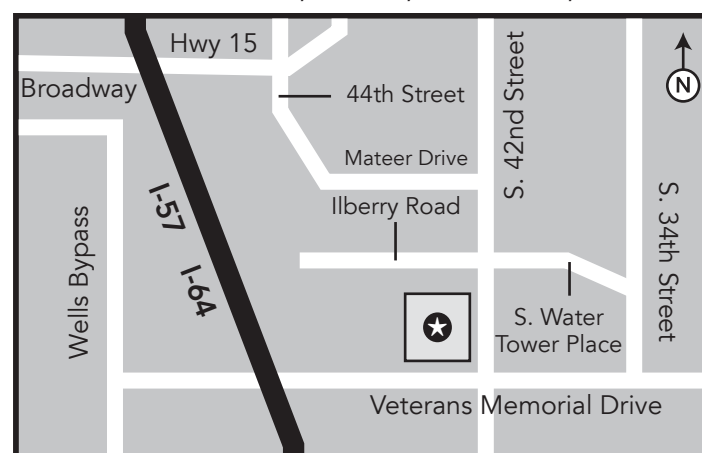 Hwy 15
Broadway
44th Street
Mateer Drive
Ilberry Road
S. 42nd Street
N
S. 34th Street
I-57
I-64
Wells Bypass
S. Water
Tower Place
Veterans Memorial Drive